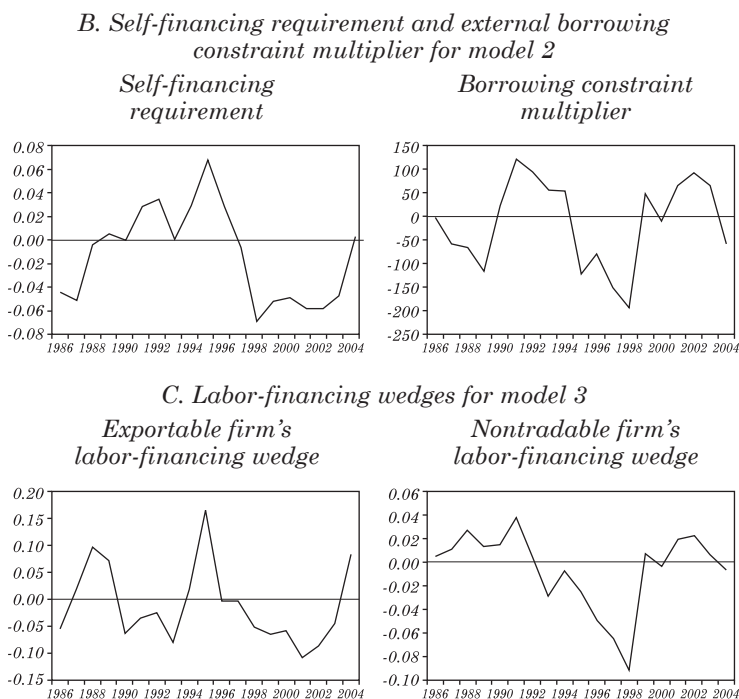 B. Self-financing requirement and external borrowing
constraint multiplier for model 2
Self-financing
requirement
Borrowing constraint
multiplier
0.08
0.06
0.04
0.02
0.00
-0.02
-0.04
-0.06
-0.08
1986 1988 1990 1992 1994 1996 1998 2000 2002 2004
150
100
50
0
-50
-100
-150
-200
-250
1986 1988 1990 1992 1994 1996 1998 2000 2002 2004
C. Labor-financing wedges for model 3
Exportable firm's
labor-financing wedge
Nontradable firm's
labor-financing wedge
0.20
0.15
0.10
0.05
0.00
-0.05
-0.10
-0.15
1986 1988 1990 1992 1994 1996 1998 2000 2002 2004
0.06
0.04
0.02
0.00
-0.02
-0.04
-0.06
-0.08
-0.10
1986 1988 1990 1992 1994 1996 1998 2000 2002 2004